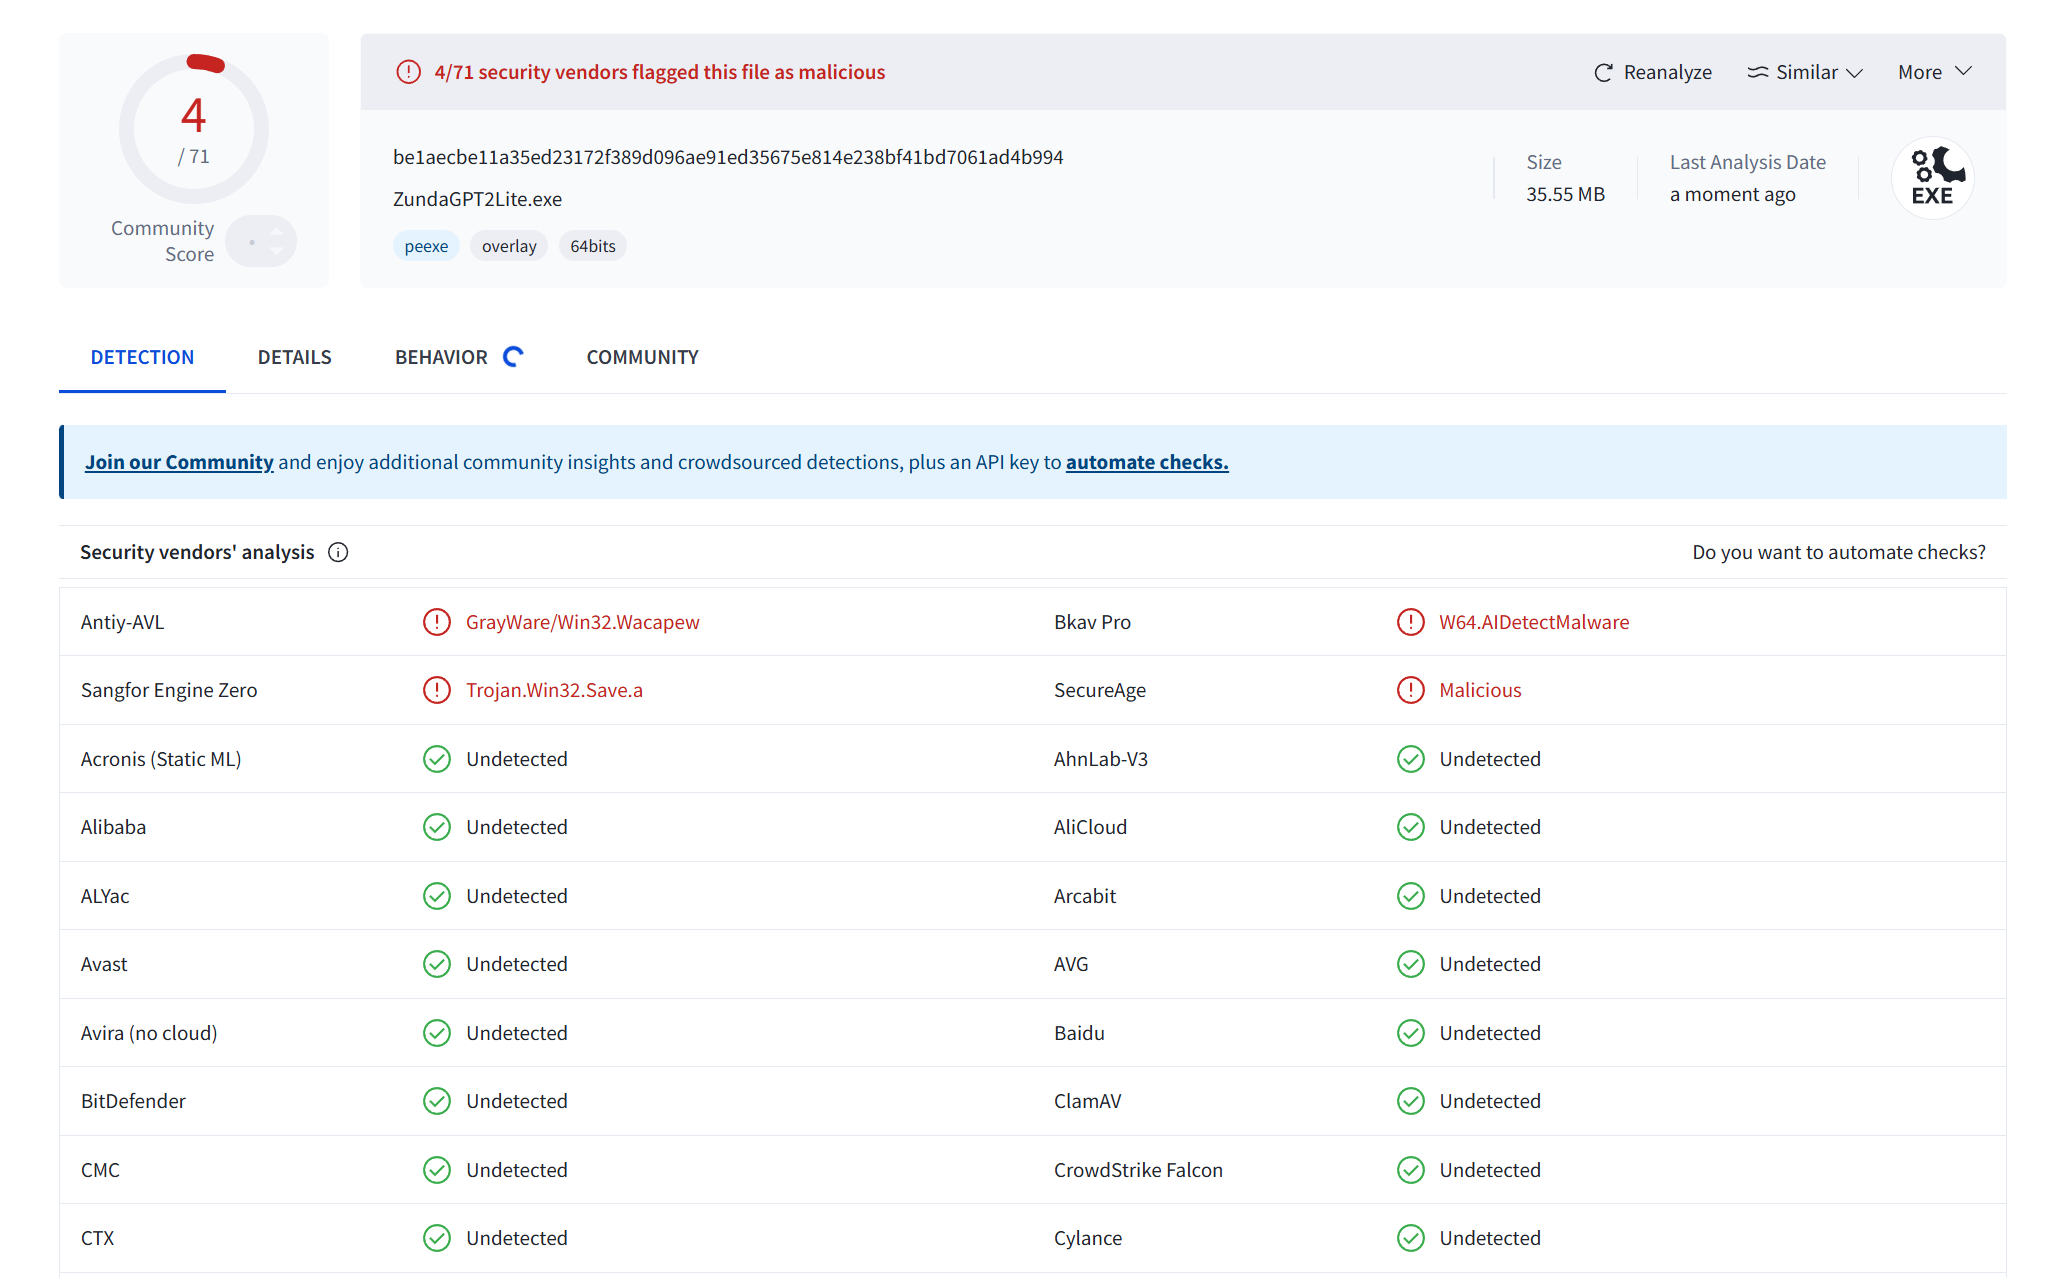 4
/ 71
Community
Score
4/71 security vendors flagged this file as malicious
Reanalyze
Similar
More
be1aecbe11a35ed23172f389d096ae91ed35675e814e238bf41bd7061ad4b994
ZundaGPT2Lite.exe
peexe
overlay
64bits
Size
35.55 MB
Last Analysis Date
a moment ago
EXE
DETECTION
DETAILS
BEHAVIOR
COMMUNITY
Join our Community and enjoy additional community insights and crowdsourced detections, plus an API key to automate checks.
Security vendors' analysis
Do you want to automate checks?
Antiy-AVL GrayWare/Win32.Wacapew Bkav Pro W64.AIDetectMalware
Sangfor Engine Zero Trojan.Win32.Save.a SecureAge Malicious
Acronis (Static ML) Undetected AhnLab-V3 Undetected
Alibaba Undetected AliCloud Undetected
ALYac Undetected Arcabit Undetected
Avast Undetected AVG Undetected
Avira (no cloud) Undetected Baidu Undetected
BitDefender Undetected ClamAV Undetected
CMC Undetected CrowdStrike Falcon Undetected
CTX Undetected Cylance Undetected